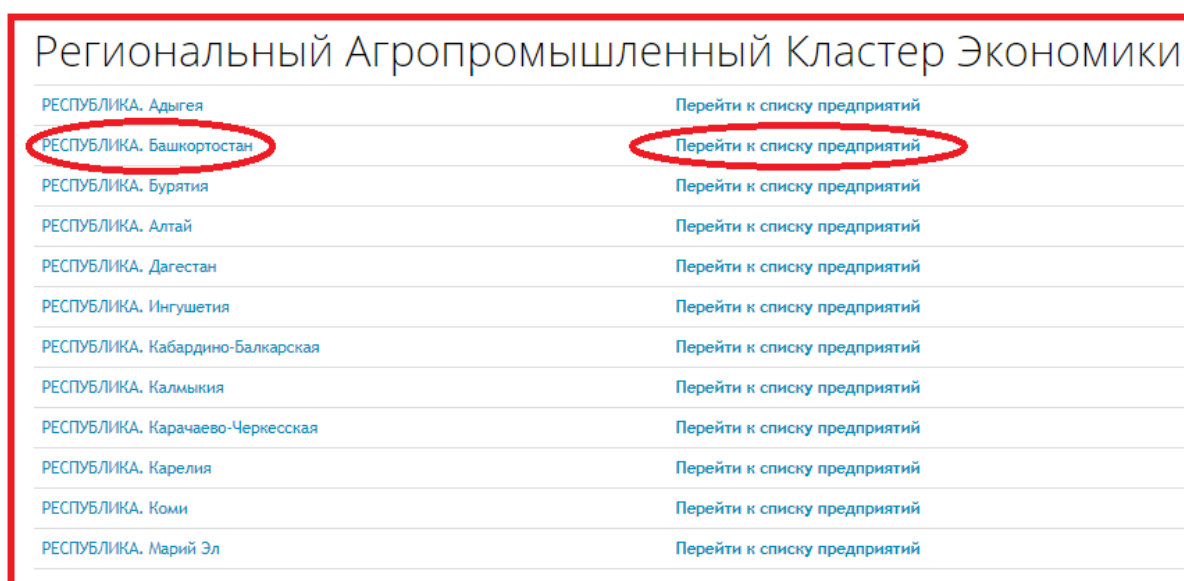 Региональный Агропромышленный Кластер Экономики
РЕСПУБЛИКА. Адыгея Перейти к списку предприятий
РЕСПУБЛИКА. Башкортостан Перейти к списку предприятий
РЕСПУБЛИКА. Бурятия Перейти к списку предприятий
РЕСПУБЛИКА. Алтай Перейти к списку предприятий
РЕСПУБЛИКА. Дагестан Перейти к списку предприятий
РЕСПУБЛИКА. Ингушетия Перейти к списку предприятий
РЕСПУБЛИКА. Кабардино-Балкарская Перейти к списку предприятий
РЕСПУБЛИКА. Калмыкия Перейти к списку предприятий
РЕСПУБЛИКА. Карачаево-Черкесская Перейти к списку предприятий
РЕСПУБЛИКА. Карелия Перейти к списку предприятий
РЕСПУБЛИКА. Коми Перейти к списку предприятий
РЕСПУБЛИКА. Марий Эл Перейти к списку предприятий